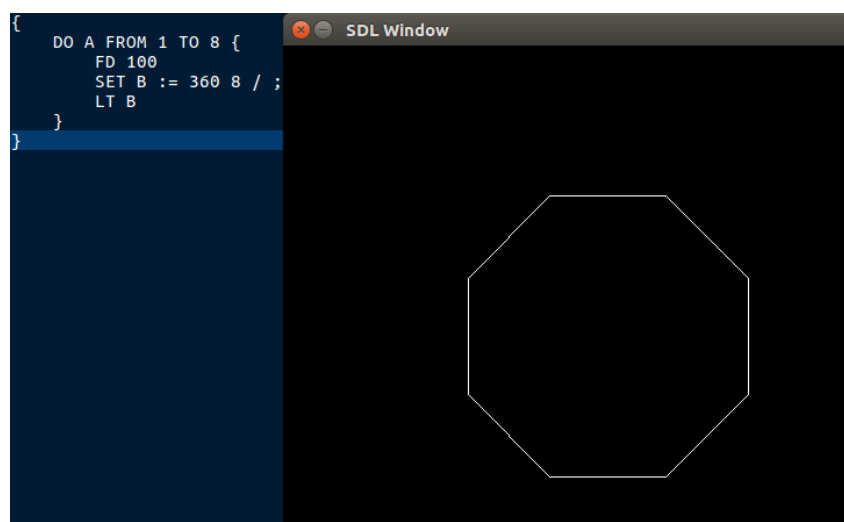 {
    DO A FROM 1 TO 8 {
        FD 100
        SET B := 360 8 / ;
        LT B
    }
}
SDL Window